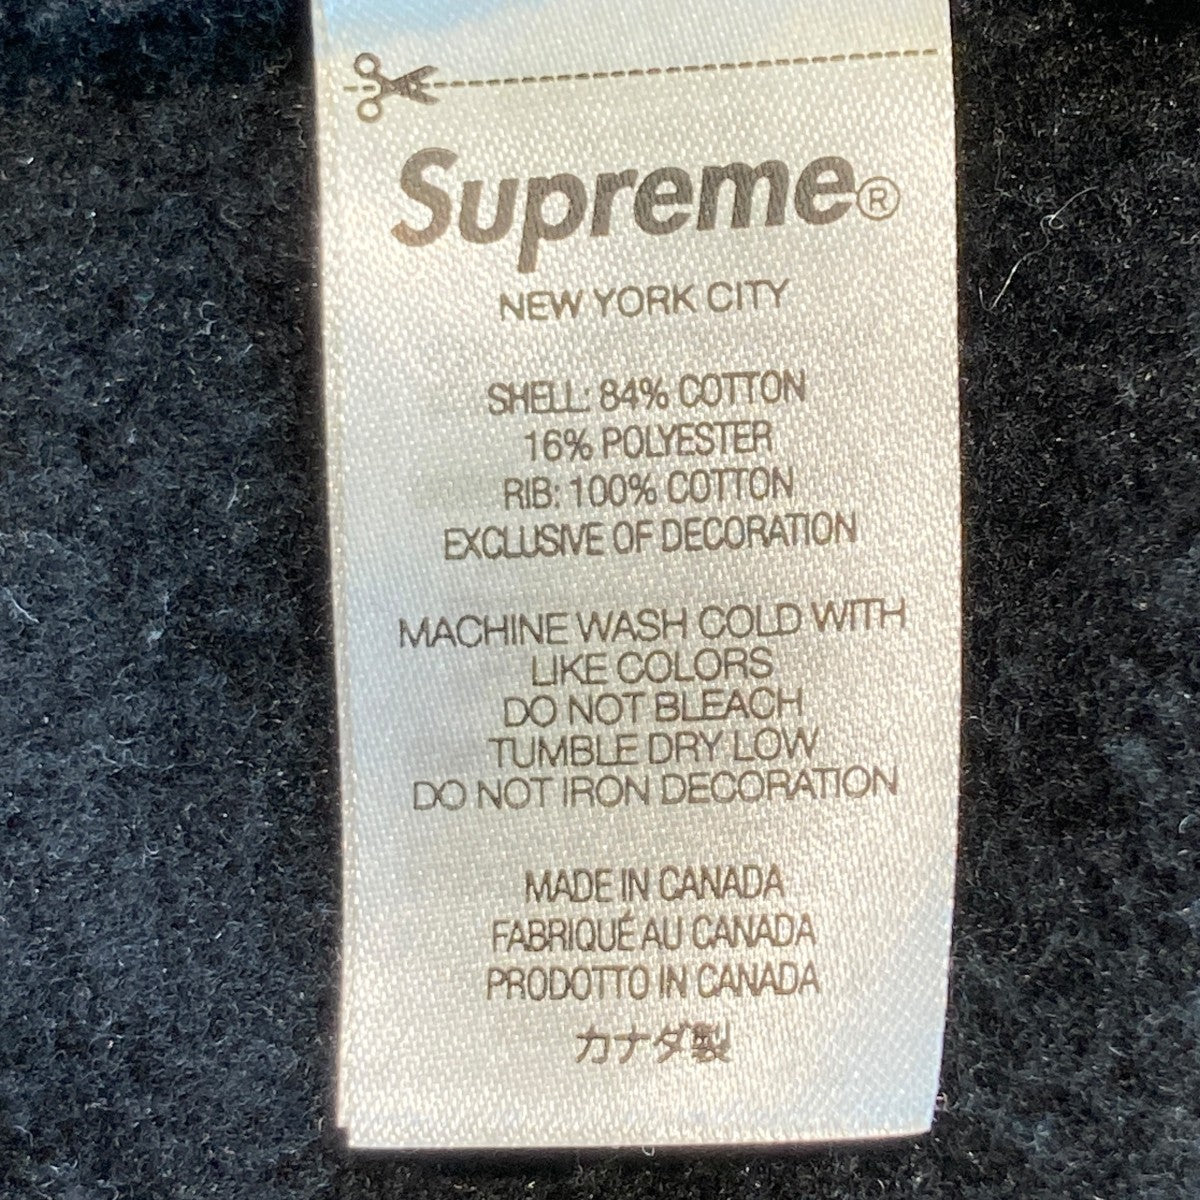 Supreme®
NEW YORK CITY
SHELL: 84% COTTON
16% POLYESTER
RIB: 100% COTTON
EXCLUSIVE OF DECORATION
MACHINE WASH COLD WITH
LIKE COLORS
DO NOT BLEACH
TUMBLE DRY LOW
DO NOT IRON DECORATION
MADE IN CANADA
FABRIQUÉ AU CANADA
PRODOTTO IN CANADA
カナダ製